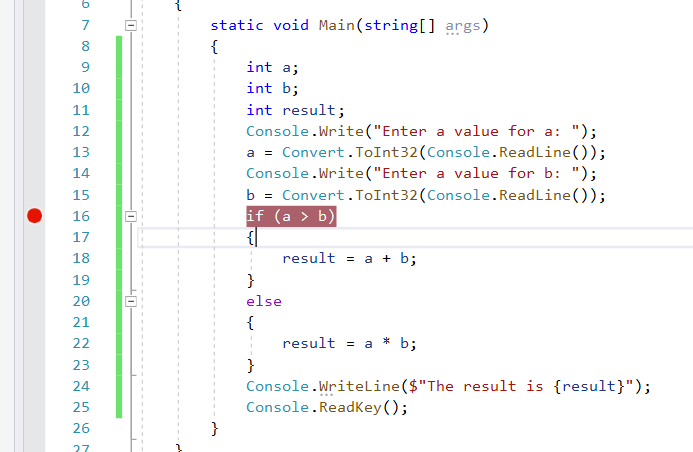 6 {
7 static void Main(string[] args)
8 {
9 int a;
10 int b;
11 int result;
12 Console.Write("Enter a value for a: ");
13 a = Convert.ToInt32(Console.ReadLine());
14 Console.Write("Enter a value for b: ");
15 b = Convert.ToInt32(Console.ReadLine());
16 if (a > b)
17 {
18 result = a + b;
19 }
20 else
21 {
22 result = a * b;
23 }
24 Console.WriteLine($"The result is {result}");
25 Console.ReadKey();
26 }
27 }